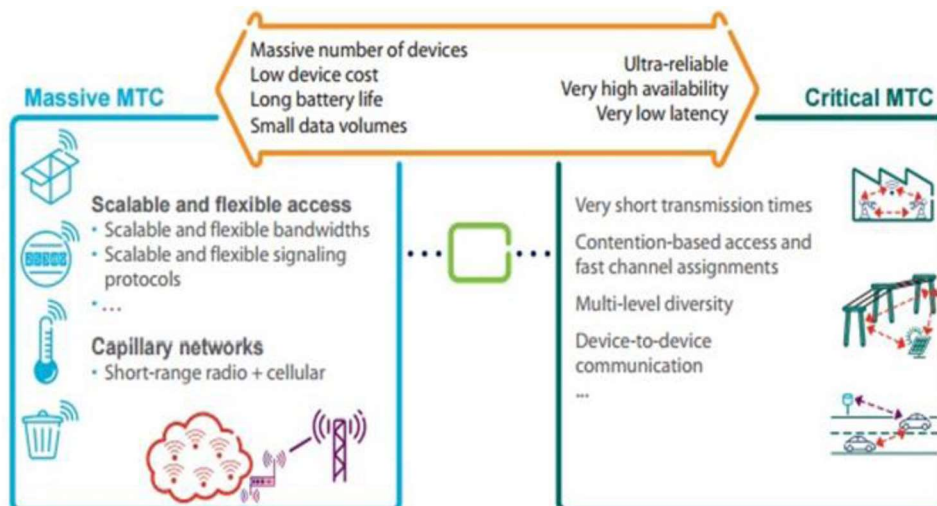 Massive number of devices
Low device cost
Long battery life
Small data volumes
Ultra-reliable
Very high availability
Very low latency
Massive MTC
Critical MTC
Scalable and flexible access
• Scalable and flexible bandwidths
• Scalable and flexible signaling
protocols
• ...
Capillary networks
• Short-range radio + cellular
Very short transmission times
Contention-based access and
fast channel assignments
Multi-level diversity
Device-to-device
communication
...